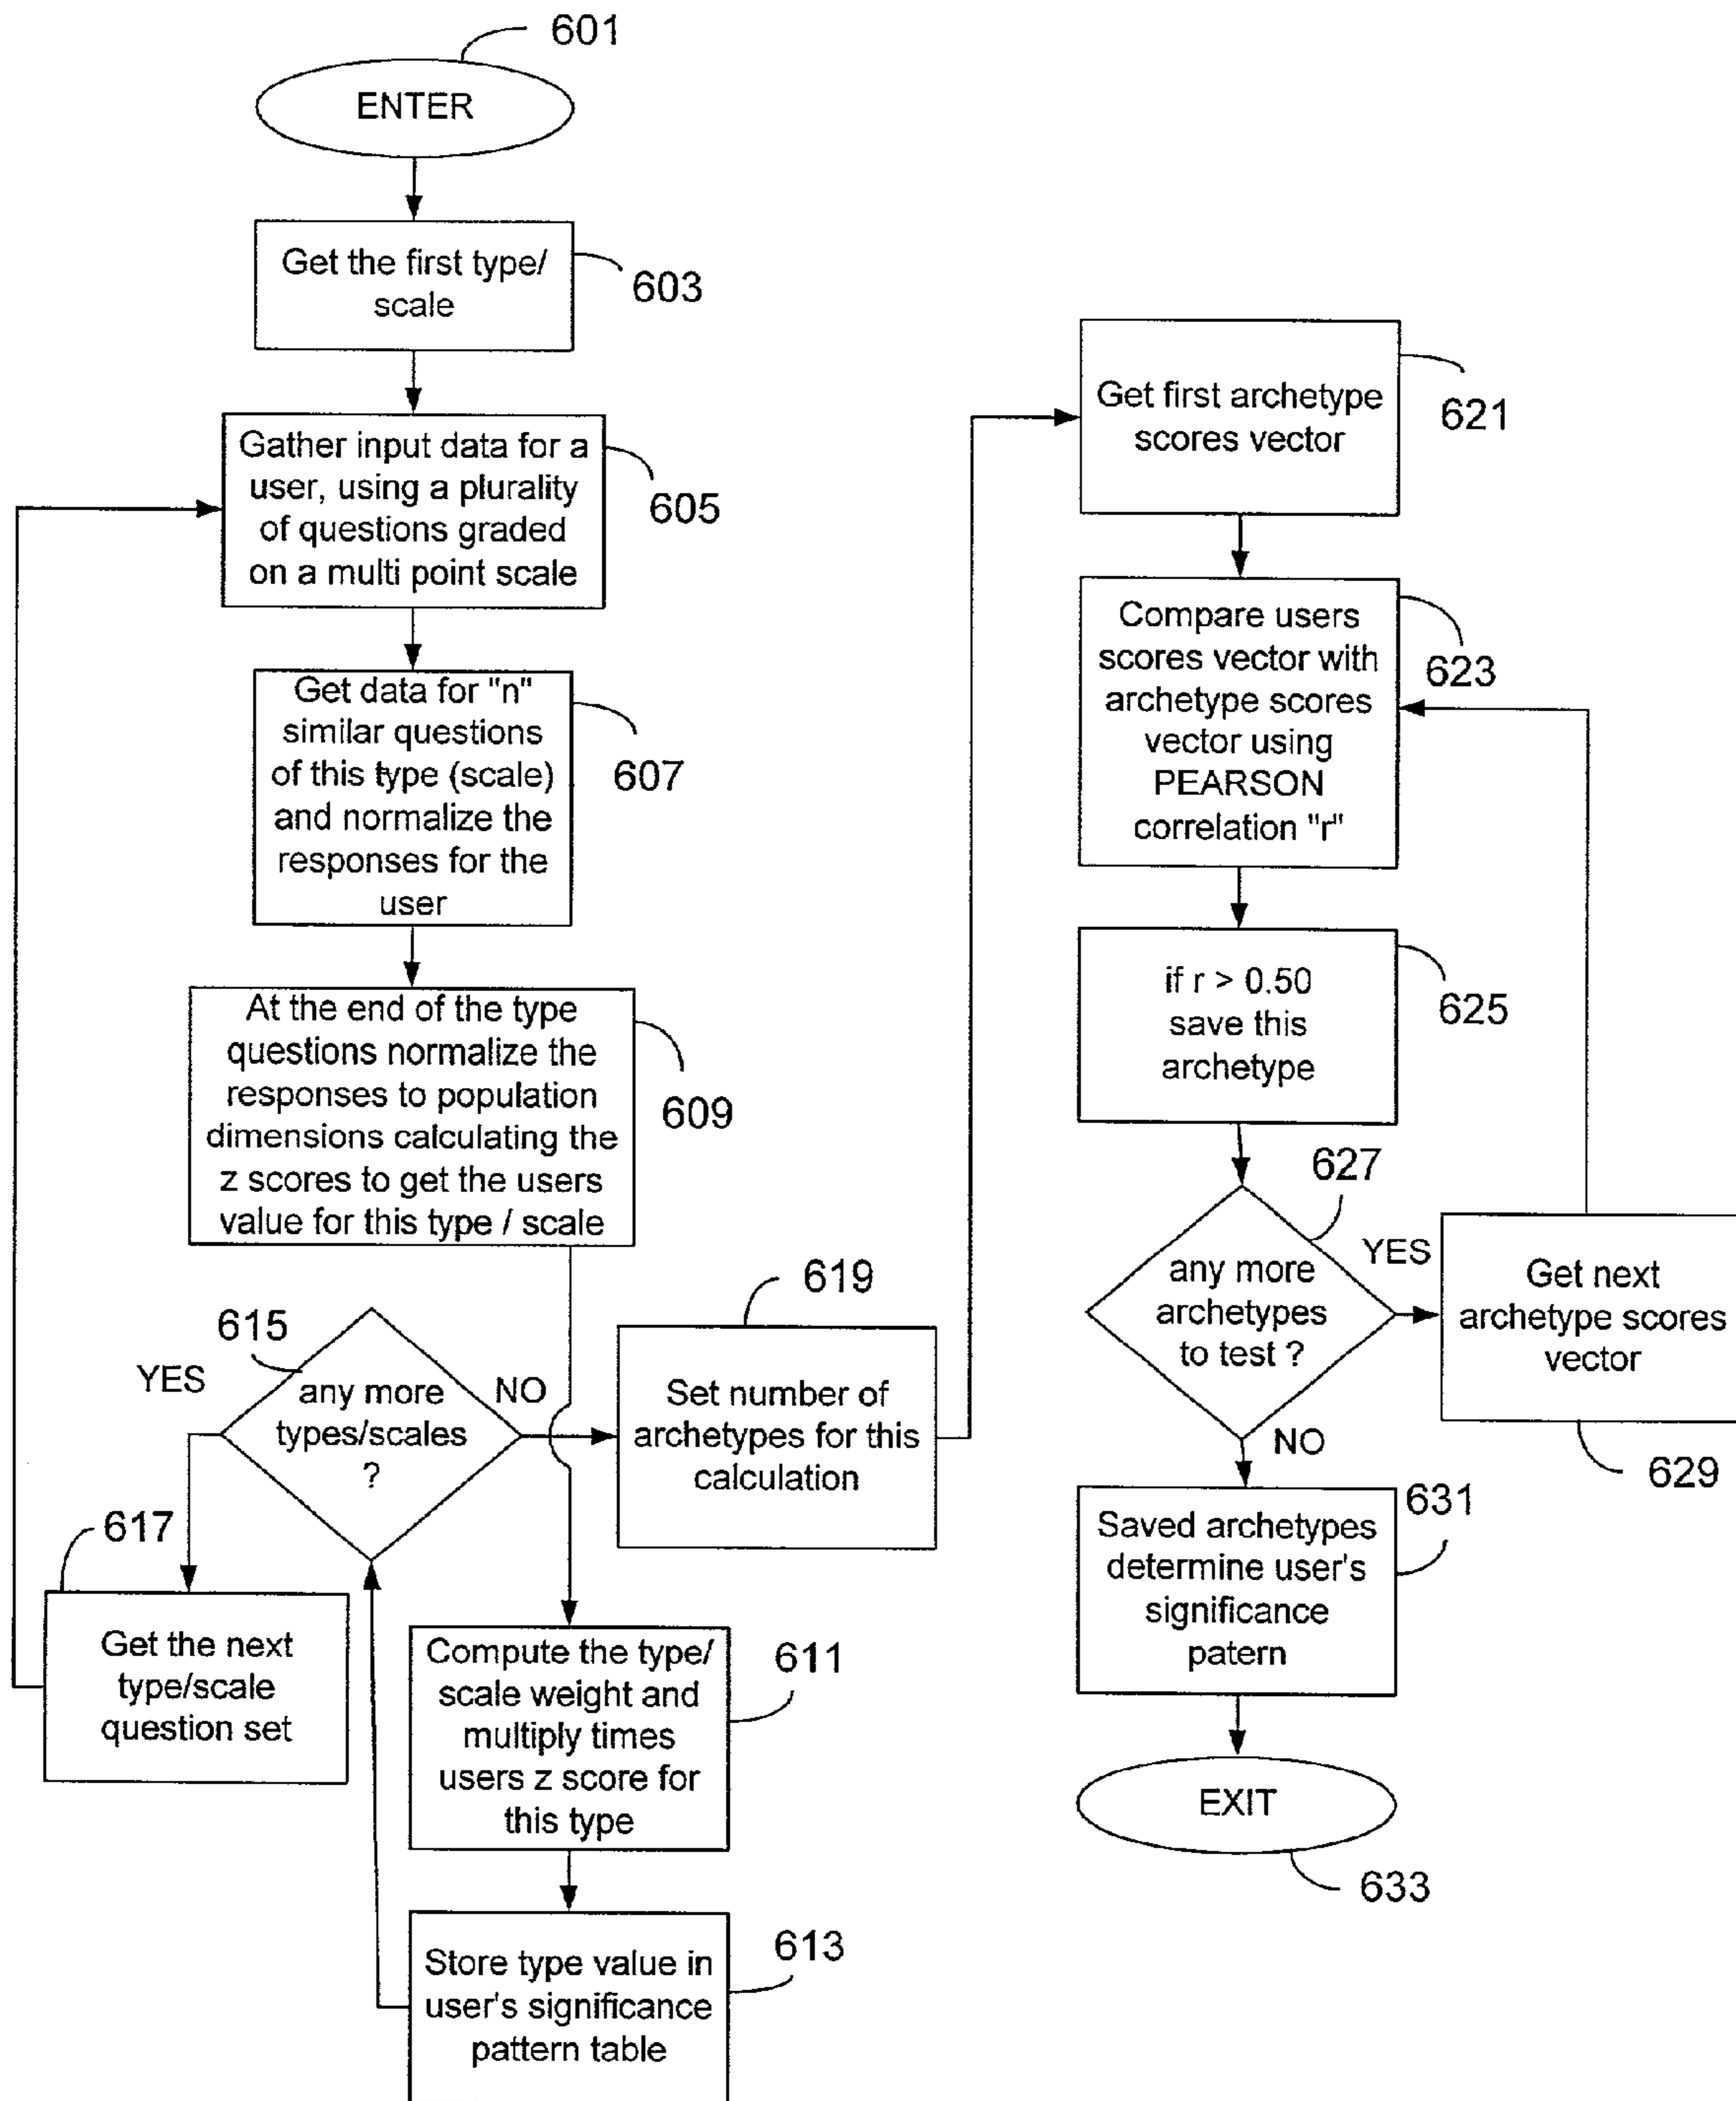 601
ENTER
Get the first type/
scale
603
Gather input data for a
user, using a plurality
of questions graded
on a multi point scale
605
Get data for "n"
similar questions
of this type (scale)
and normalize the
responses for the
user
607
At the end of the type
questions normalize the
responses to population
dimensions calculating the
z scores to get the users
value for this type / scale
609
615
YES
any more
types/scales
?
NO
617
Get the next
type/scale
question set
Compute the type/
scale weight and
multiply times
users z score for
this type
611
Store type value in
user's significance
pattern table
613
619
Set number of
archetypes for this
calculation
Get first archetype
scores vector
621
Compare users
scores vector with
archetype scores
vector using
PEARSON
correlation "r"
623
if r > 0.50
save this
archetype
625
627
any more
archetypes
to test ?
YES
NO
Get next
archetype scores
vector
629
631
Saved archetypes
determine user's
significance
patern
EXIT
633